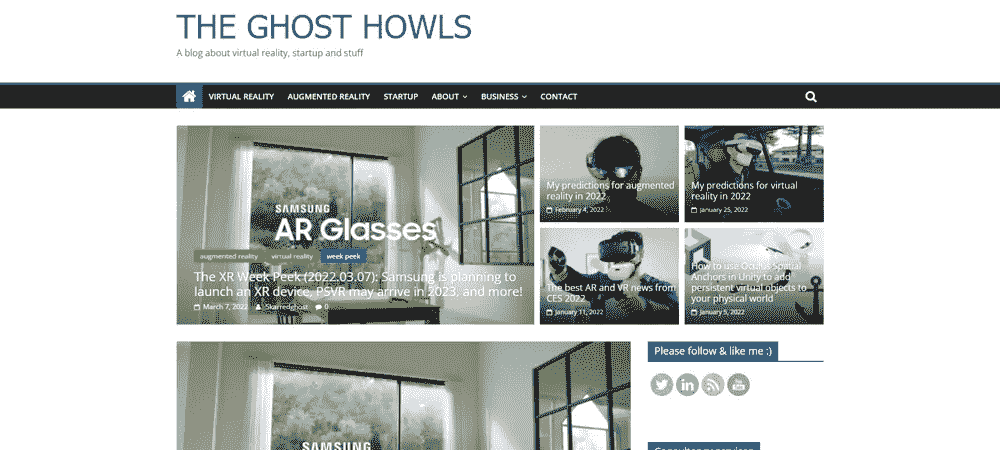 THE GHOST HOWLS
A blog about virtual reality, startup and stuff
VIRTUAL REALITY AUGMENTED REALITY STARTUP ABOUT BUSINESS CONTACT
SAMSUNG
AR Glasses
augmented reality virtual reality week peek
The XR Week Peek (2022.03.07): Samsung is planning to
launch an XR device, PSVR may arrive in 2023, and more!
March 7, 2022 0
My predictions for augmented
reality in 2022
February 4, 2022
My predictions for virtual
reality in 2022
January 25, 2022
The best AR and VR news from
CES 2022
January 11, 2022
How to use Oculus Spatial
Anchors in Unity to add
persistent virtual objects to
your physical world
January 5, 2022
Please follow & like me :)
You
SAMSUNG